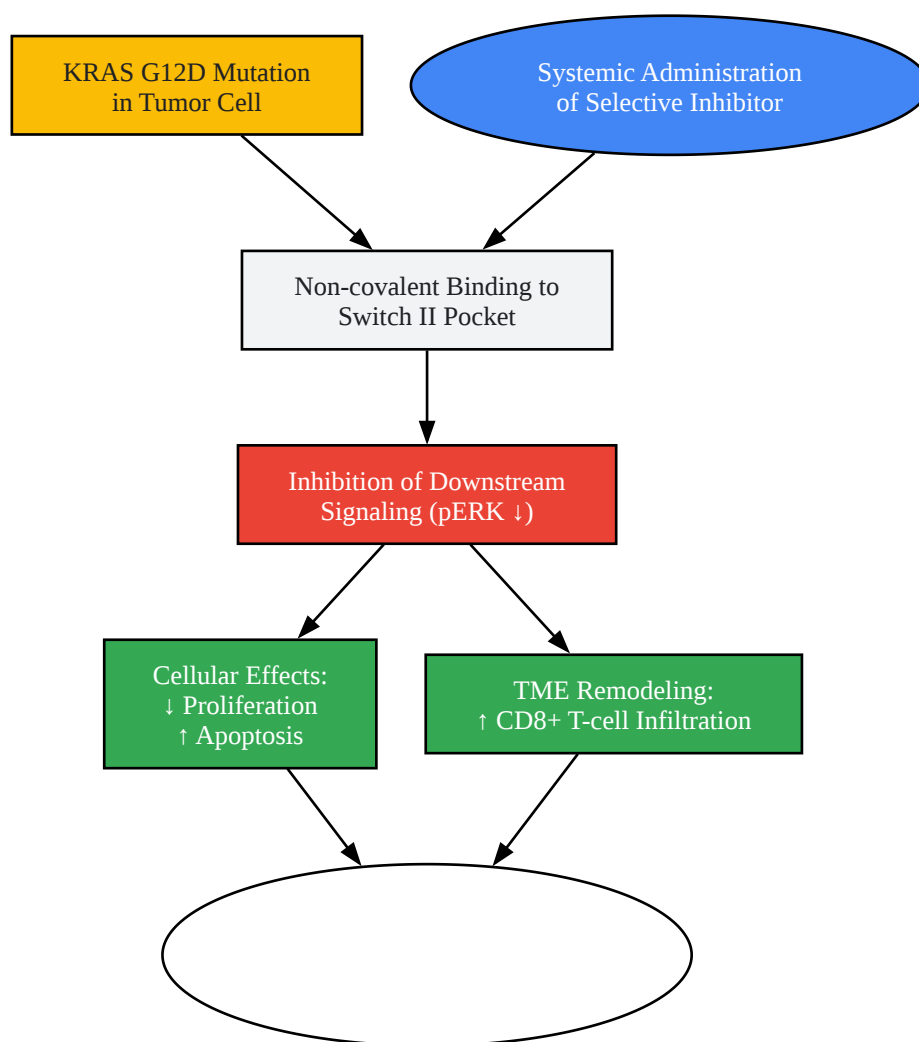 KRAS G12D Mutation
in Tumor Cell
Systemic Administration
of Selective Inhibitor
Non-covalent Binding to
Switch II Pocket
Inhibition of Downstream
Signaling (pERK ↓)
Cellular Effects:
↓ Proliferation
↑ Apoptosis
TME Remodeling:
↑ CD8+ T-cell Infiltration